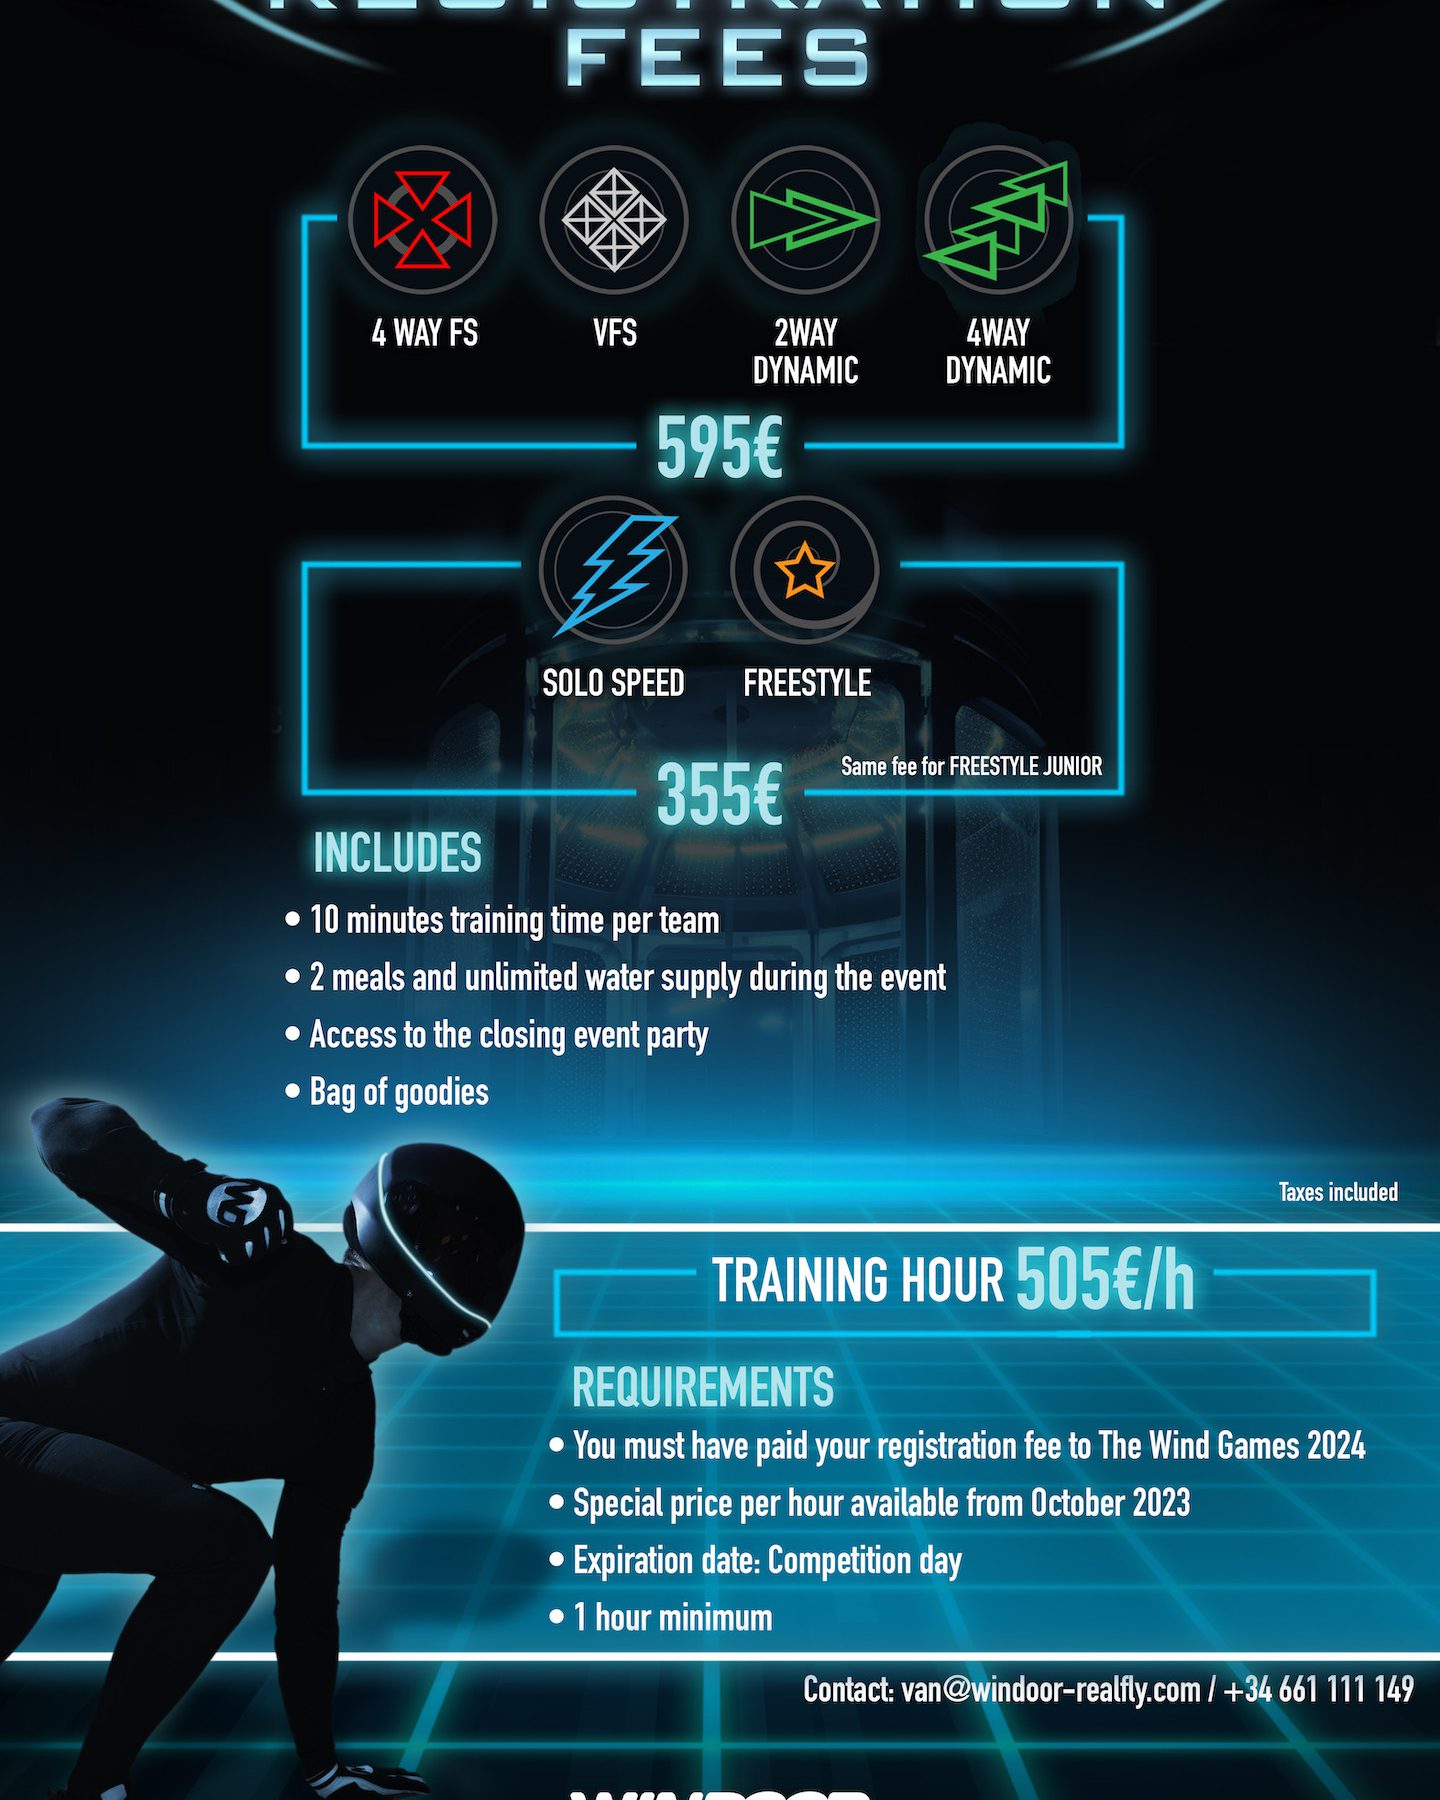 REGISTRATION
FEES
4 WAY FS
VFS
2WAY
DYNAMIC
4WAY
DYNAMIC
595€
SOLO SPEED
FREESTYLE
Same fee for FREESTYLE JUNIOR
355€
INCLUDES
• 10 minutes training time per team
• 2 meals and unlimited water supply during the event
• Access to the closing event party
• Bag of goodies
Taxes included
TRAINING HOUR 505€/h
REQUIREMENTS
• You must have paid your registration fee to The Wind Games 2024
• Special price per hour available from October 2023
• Expiration date: Competition day
• 1 hour minimum
Contact: van@windoor-realfly.com / +34 661 111 149